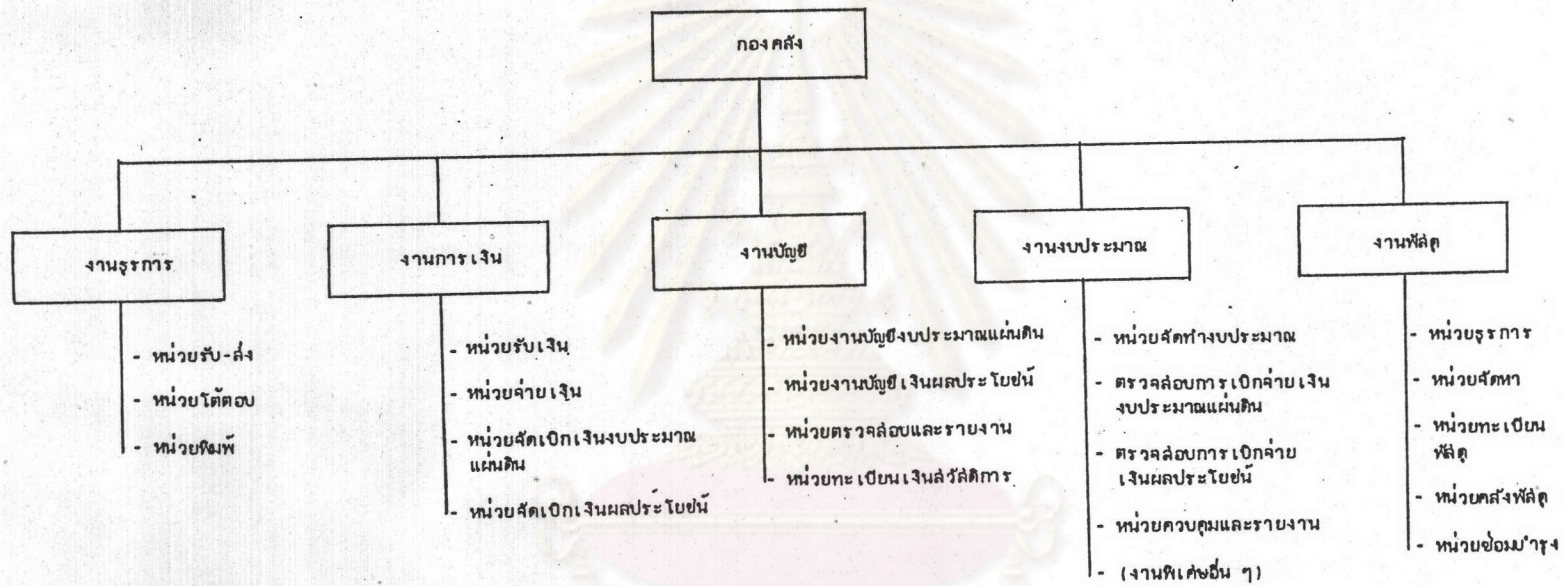 กองคลัง
งานธุรการ
- หน่วยรับ-ส่ง
- หน่วยโต้ตอบ
- หน่วยพิมพ์
งานการเงิน
- หน่วยรับเงิน
- หน่วยจ่ายเงิน
- หน่วยจัดเบิกเงินงบประมาณ
แผ่นดิน
- หน่วยจัดเบิกเงินผลประโยชน์
งานบัญชี
- หน่วยงานบัญชีงบประมาณแผ่นดิน
- หน่วยงานบัญชีเงินผลประโยชน์
- หน่วยตรวจสอบและรายงาน
- หน่วยทะเบียนเงินสวัสดิการ
งานงบประมาณ
- หน่วยจัดทำงบประมาณ
- ตรวจสอบการเบิกจ่ายเงิน
งบประมาณแผ่นดิน
- ตรวจสอบการเบิกจ่าย
เงินผลประโยชน์
- หน่วยควบคุมและรายงาน
- (งานพิเศษอื่น ๆ)
งานพัสดุ
- หน่วยธุรการ
- หน่วยจัดหา
- หน่วยทะเบียน
พัสดุ
- หน่วยคลังพัสดุ
- หน่วยซ่อมบำรุง